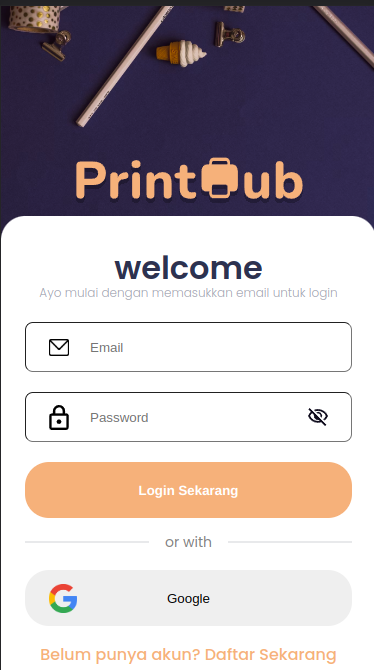 Print ub
welcome
Ayo mulai dengan memasukkan email untuk login
Email
Password
Login Sekarang
or with
Google
Belum punya akun? Daftar Sekarang